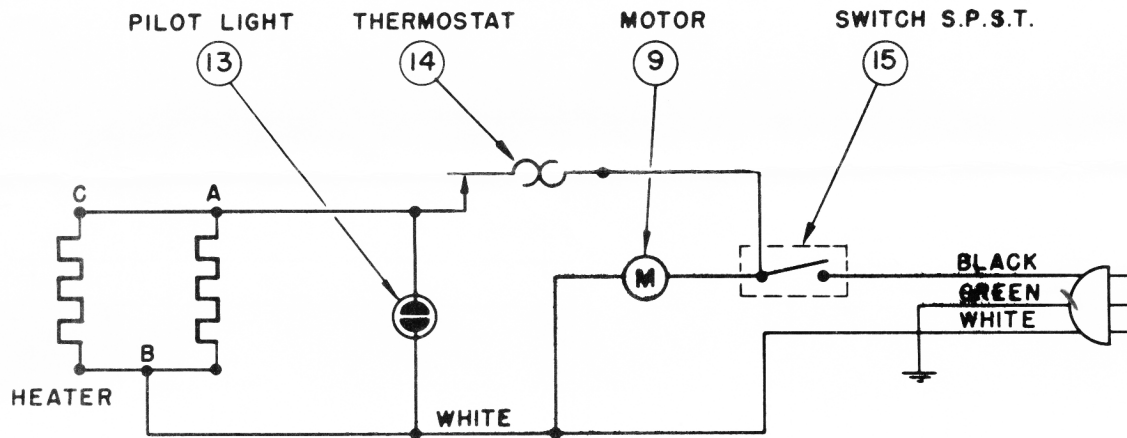 PILOT LIGHT
THERMOSTAT
MOTOR
SWITCH S.P.S.T.
13
14
9
15
C
A
M
BLACK
GREEN
WHITE
B
HEATER
WHITE